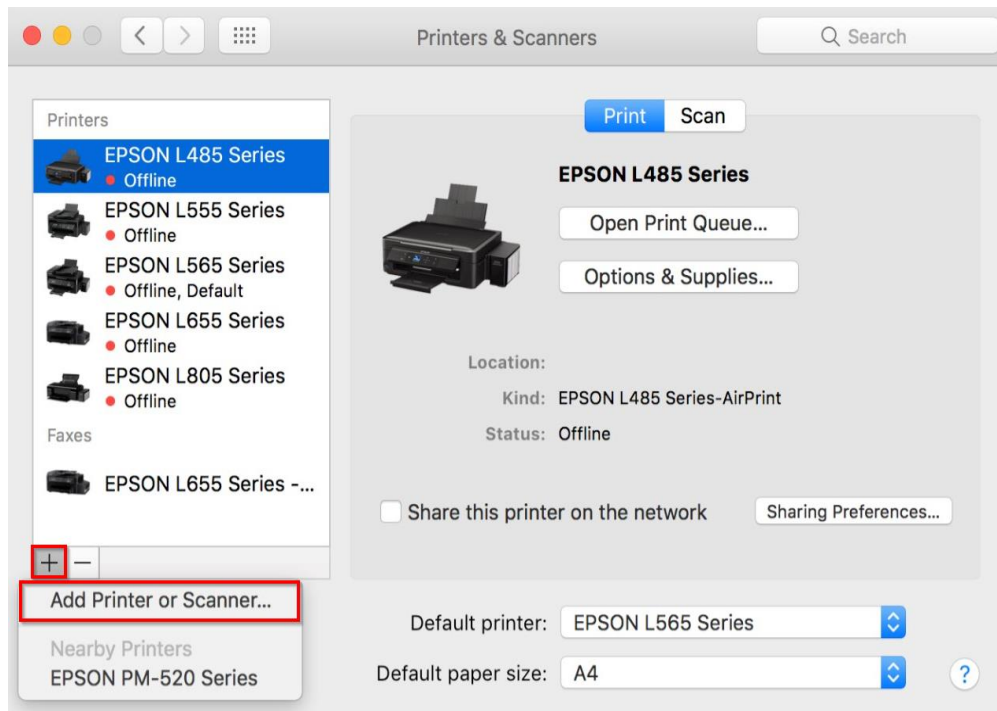 Printers & Scanners
Search
Printers
EPSON L485 Series
Offline
EPSON L555 Series
Offline
EPSON L565 Series
Offline, Default
EPSON L655 Series
Offline
EPSON L805 Series
Offline
Faxes
EPSON L655 Series -...
+ −
Add Printer or Scanner...
Nearby Printers
EPSON PM-520 Series
Print Scan
EPSON L485 Series
Open Print Queue...
Options & Supplies...
Location:
Kind: EPSON L485 Series-AirPrint
Status: Offline
Share this printer on the network
Sharing Preferences...
Default printer: EPSON L565 Series
Default paper size: A4
?